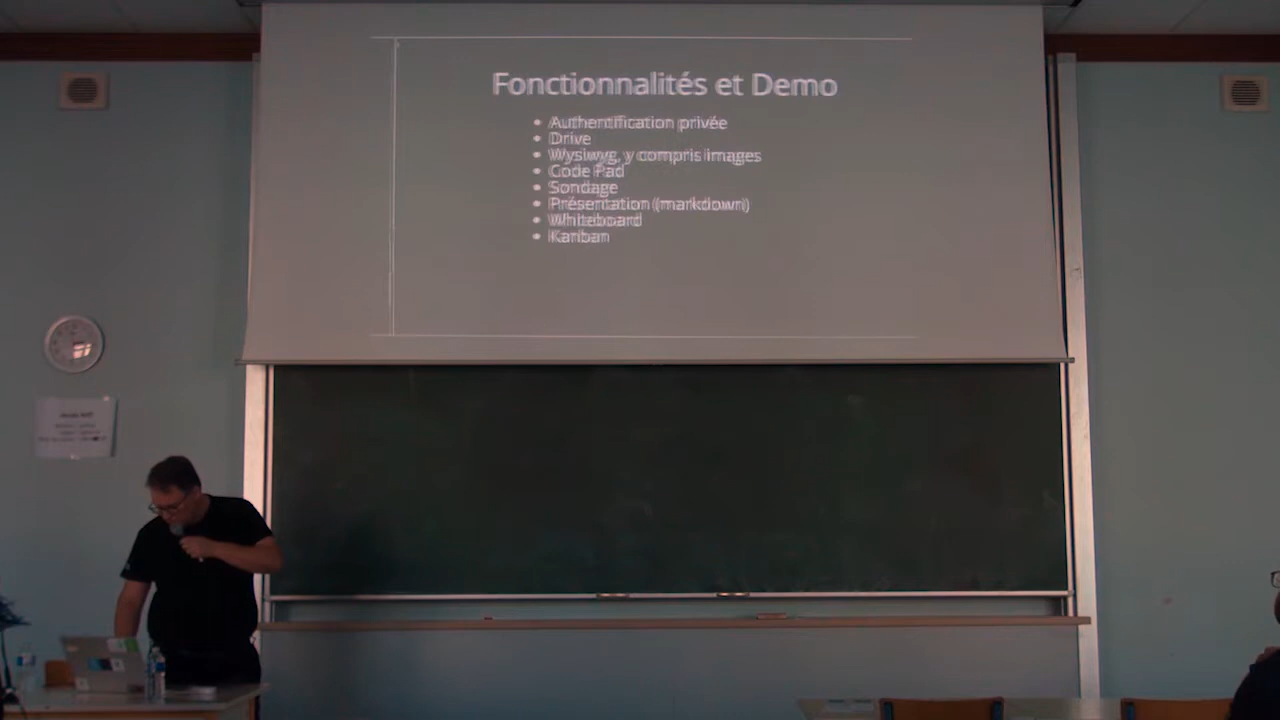 Fonctionnalités et Demo
• Authentification privée
• Drive
• Wysiwyg, y compris images
• Code Pad
• Sondage
• Présentation (markdown)
• Whiteboard
• Kanban